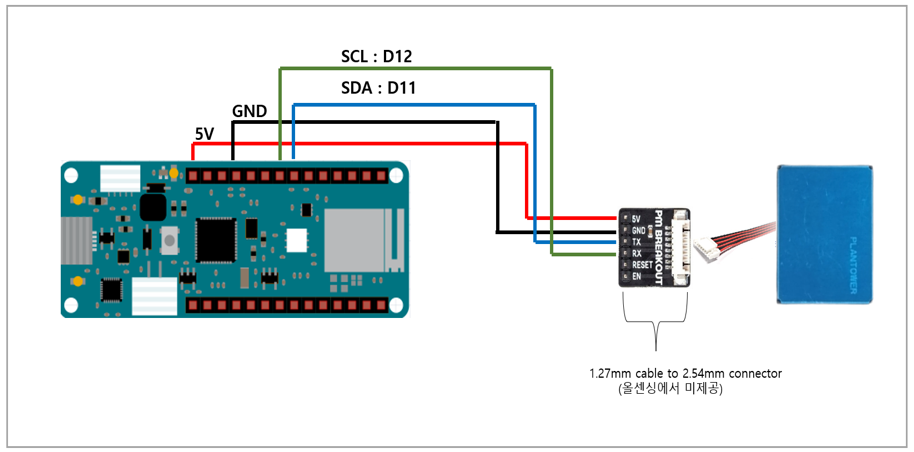 SCL : D12
SDA : D11
GND
5V
5V
GND
TX
RX
RESET
EN
PM BREAKOUT
PLANTOWER
1.27mm cable to 2.54mm connector
(올센싱에서 미제공)